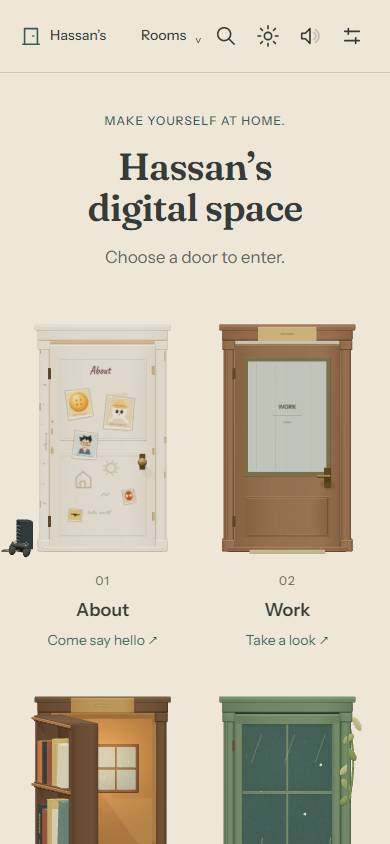 Hassan’s
Rooms
MAKE YOURSELF AT HOME.
Hassan’s
digital space
Choose a door to enter.
About
WORK
01
02
About
Work
Come say hello ↗
Take a look ↗